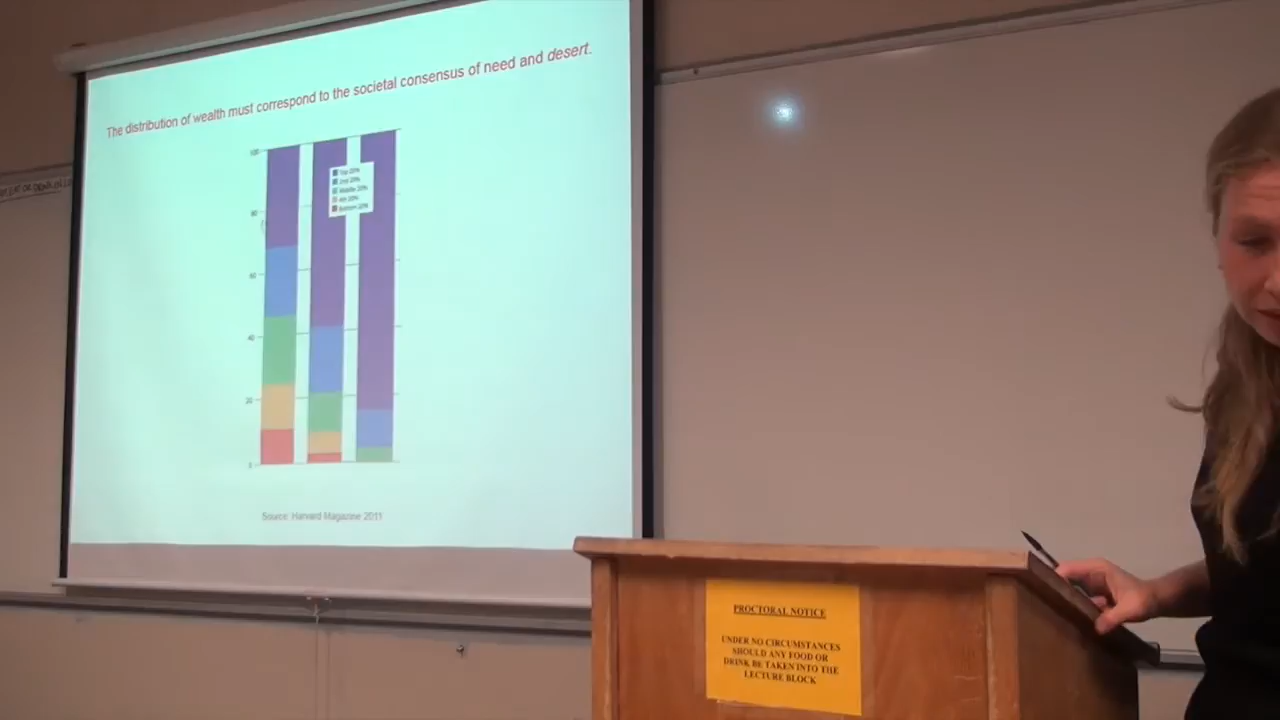 The distribution of wealth must correspond to the societal consensus of need and desert.
100
80
60
40
20
Top 20%
2nd 20%
Middle 20%
4th 20%
Bottom 20%
Source: Harvard Magazine 2011
PROCTORAL NOTICE
UNDER NO CIRCUMSTANCES
SHOULD ANY FOOD OR
DRINK BE TAKEN INTO THE
LECTURE BLOCK